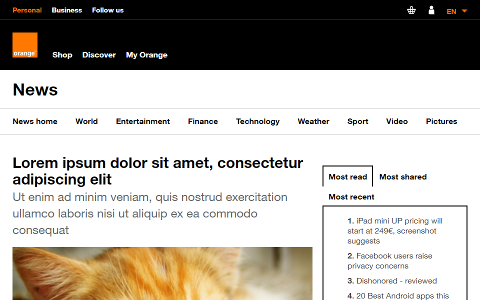 Personal Business Follow us EN
orange
Shop Discover My Orange
News
News home World Entertainment Finance Technology Weather Sport Video Pictures
Lorem ipsum dolor sit amet, consectetur
adipiscing elit
Ut enim ad minim veniam, quis nostrud exercitation
ullamco laboris nisi ut aliquip ex ea commodo
consequat
Most read Most shared
Most recent
1. iPad mini UP pricing will
start at 249€, screenshot
suggests
2. Facebook users raise
privacy concerns
3. Dishonored - reviewed
4. 20 Best Android apps this